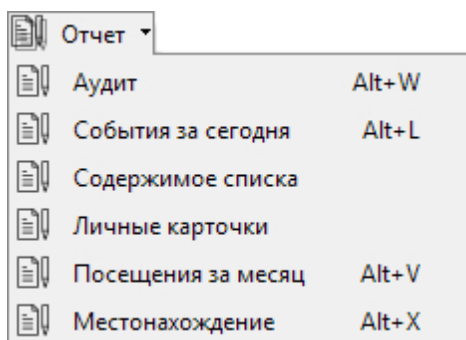 Отчет
Аудит Alt+W
События за сегодня Alt+L
Содержимое списка
Личные карточки
Посещения за месяц Alt+V
Местонахождение Alt+X